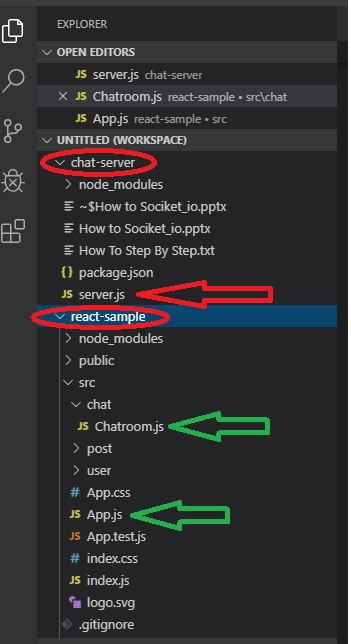 EXPLORER
OPEN EDITORS
JS server.js chat-server
JS Chatroom.js react-sample • src\chat
JS App.js react-sample • src
UNTITLED (WORKSPACE)
chat-server
node_modules
~$How to Sociket_io.pptx
How to Sociket_io.pptx
How To Step By Step.txt
{} package.json
JS server.js
react-sample
node_modules
public
src
chat
JS Chatroom.js
post
user
# App.css
JS App.js
JS App.test.js
# index.css
JS index.js
logo.svg
.gitignore